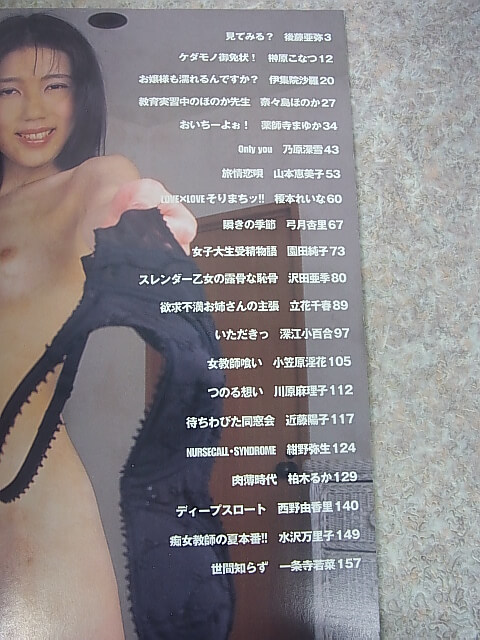 見てみる？ 後藤亜弥3
ケダモノ御免状！ 榊原こなつ12
お嬢様も濡れるんですか？ 伊集院沙羅20
教育実習中のほのか先生 奈々島ほのか27
おいちーよぉ！ 薬師寺まゆか34
Only you 乃原深雪43
旅情恋唄 山本恵美子53
LOVE×LOVEそりまちッ!! 榎本れいな60
瞬きの季節 弓月杏里67
女子大生受精物語 園田純子73
スレンダー乙女の露骨な恥骨 沢田亜季80
欲求不満お姉さんの主張 立花千春89
いただきっ 深江小百合97
女教師喰い 小笠原淫花105
つのる想い 川原麻理子112
待ちわびた同窓会 近藤陽子117
NURSECALL・SYNDROME 紺野弥生124
肉薄時代 柏木るか129
ディープスロート 西野由香里140
痴女教師の夏本番!! 水沢万里子149
世間知らず 一条寺若菜157